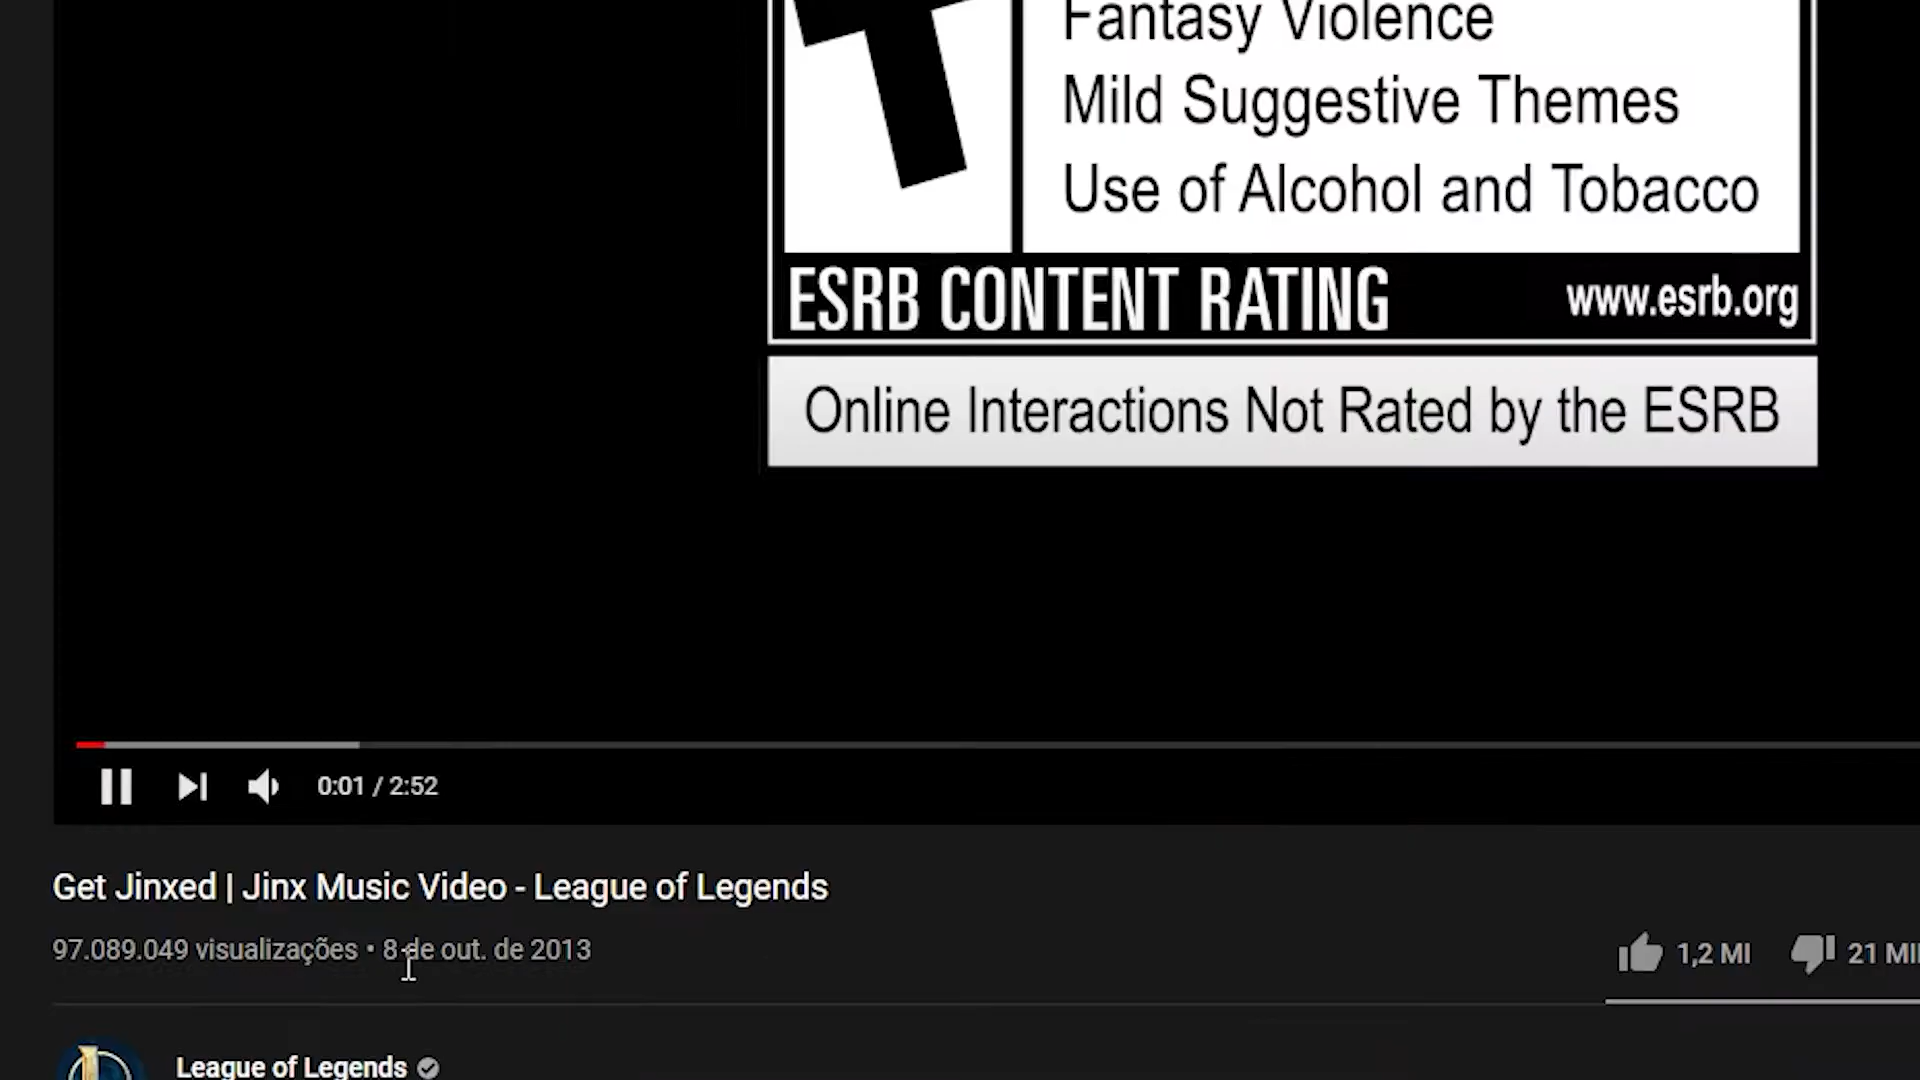 Fantasy Violence
Mild Suggestive Themes
Use of Alcohol and Tobacco
ESRB CONTENT RATING
www.esrb.org
Online Interactions Not Rated by the ESRB
0:01 / 2:52
Get Jinxed | Jinx Music Video - League of Legends
97.089.049 visualizações • 8 de out. de 2013
1,2 MI
21 MI
League of Legends